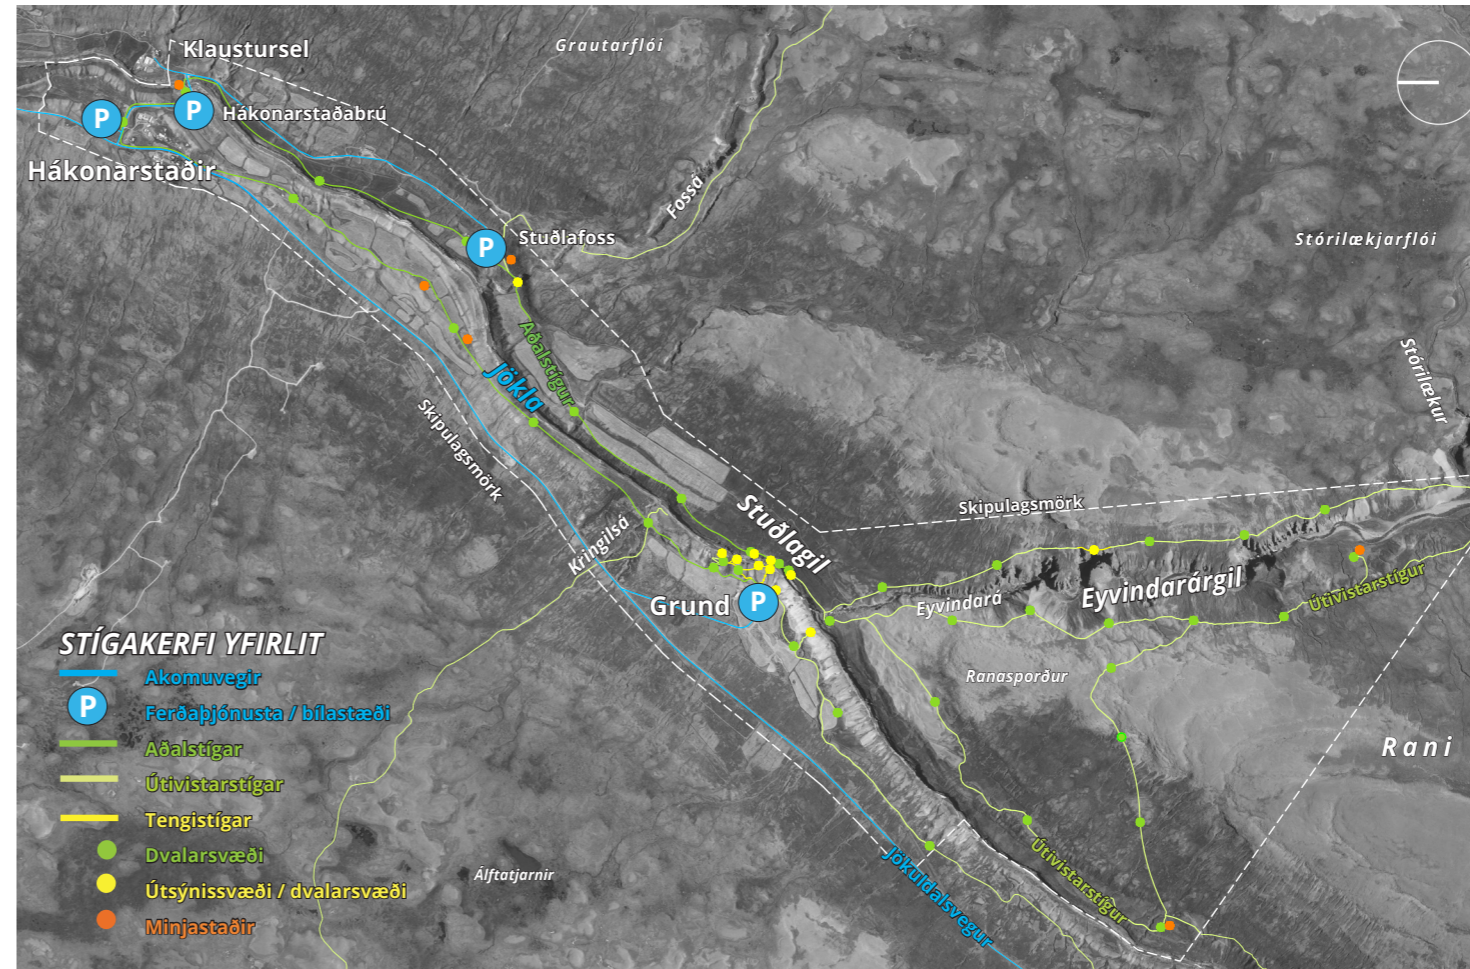 Klaustursel
Grautarflói
P
P
Hákonarstaðabrú
Hákonarstaðir
Fossá
P
Stuðlafoss
Stórilækjarflói
Aðalstígur
Jökla
Stórilækur
Skipulagsmörk
Stuðlagil
Skipulagsmörk
Kringilsá
Eyvindará
Eyvindarárgil
Útivistarstígur
Grund
P
STÍGAKERFI YFIRLIT
Akomuvegir
P
Ferðaþjónusta / bílastæði
Aðalstígar
Útivistarstígar
Tengistígar
Dvalarsvæði
Útsýnissvæði / dvalarsvæði
Minjastaðir
Ranasporður
Rani
Álftatjarnir
Jökuldalsvegur
Útivistarstígur